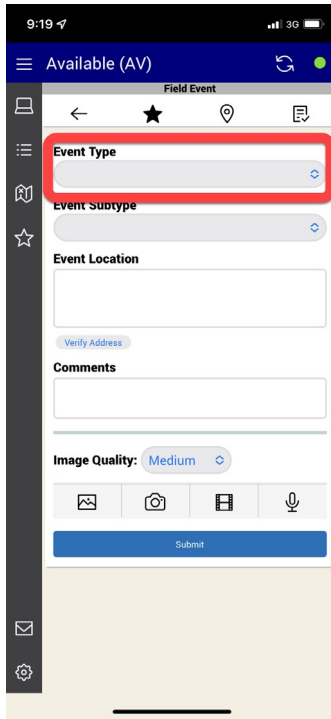 9:19
3G
Available (AV)
Field Event
Event Type
Event Subtype
Event Location
Verify Address
Comments
Image Quality: Medium
Submit